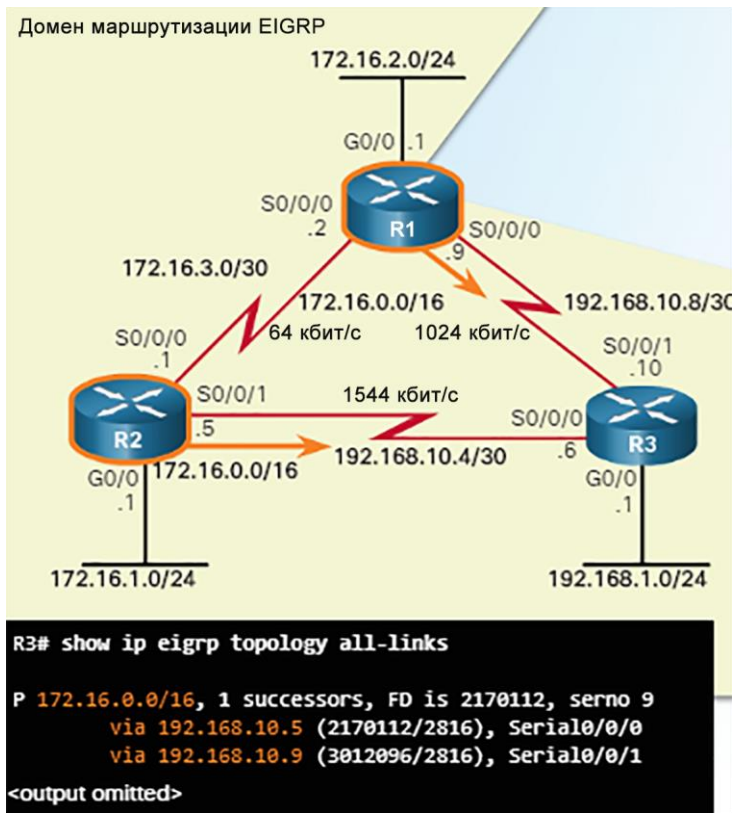 Домен маршрутизации EIGRP
172.16.2.0/24
G0/0 .1
S0/0/0
.2
R1
S0/0/0
.9
172.16.3.0/30
172.16.0.0/16
192.168.10.8/30
64 кбит/с
1024 кбит/с
S0/0/0
.1
S0/0/1
.10
S0/0/1
1544 кбит/с
S0/0/0
R2
.5
.6
R3
172.16.0.0/16
192.168.10.4/30
G0/0
.1
G0/0
.1
172.16.1.0/24
192.168.1.0/24
R3# show ip eigrp topology all-links
P 172.16.0.0/16, 1 successors, FD is 2170112, serno 9
via 192.168.10.5 (2170112/2816), Serial0/0/0
via 192.168.10.9 (3012096/2816), Serial0/0/1
<output omitted>